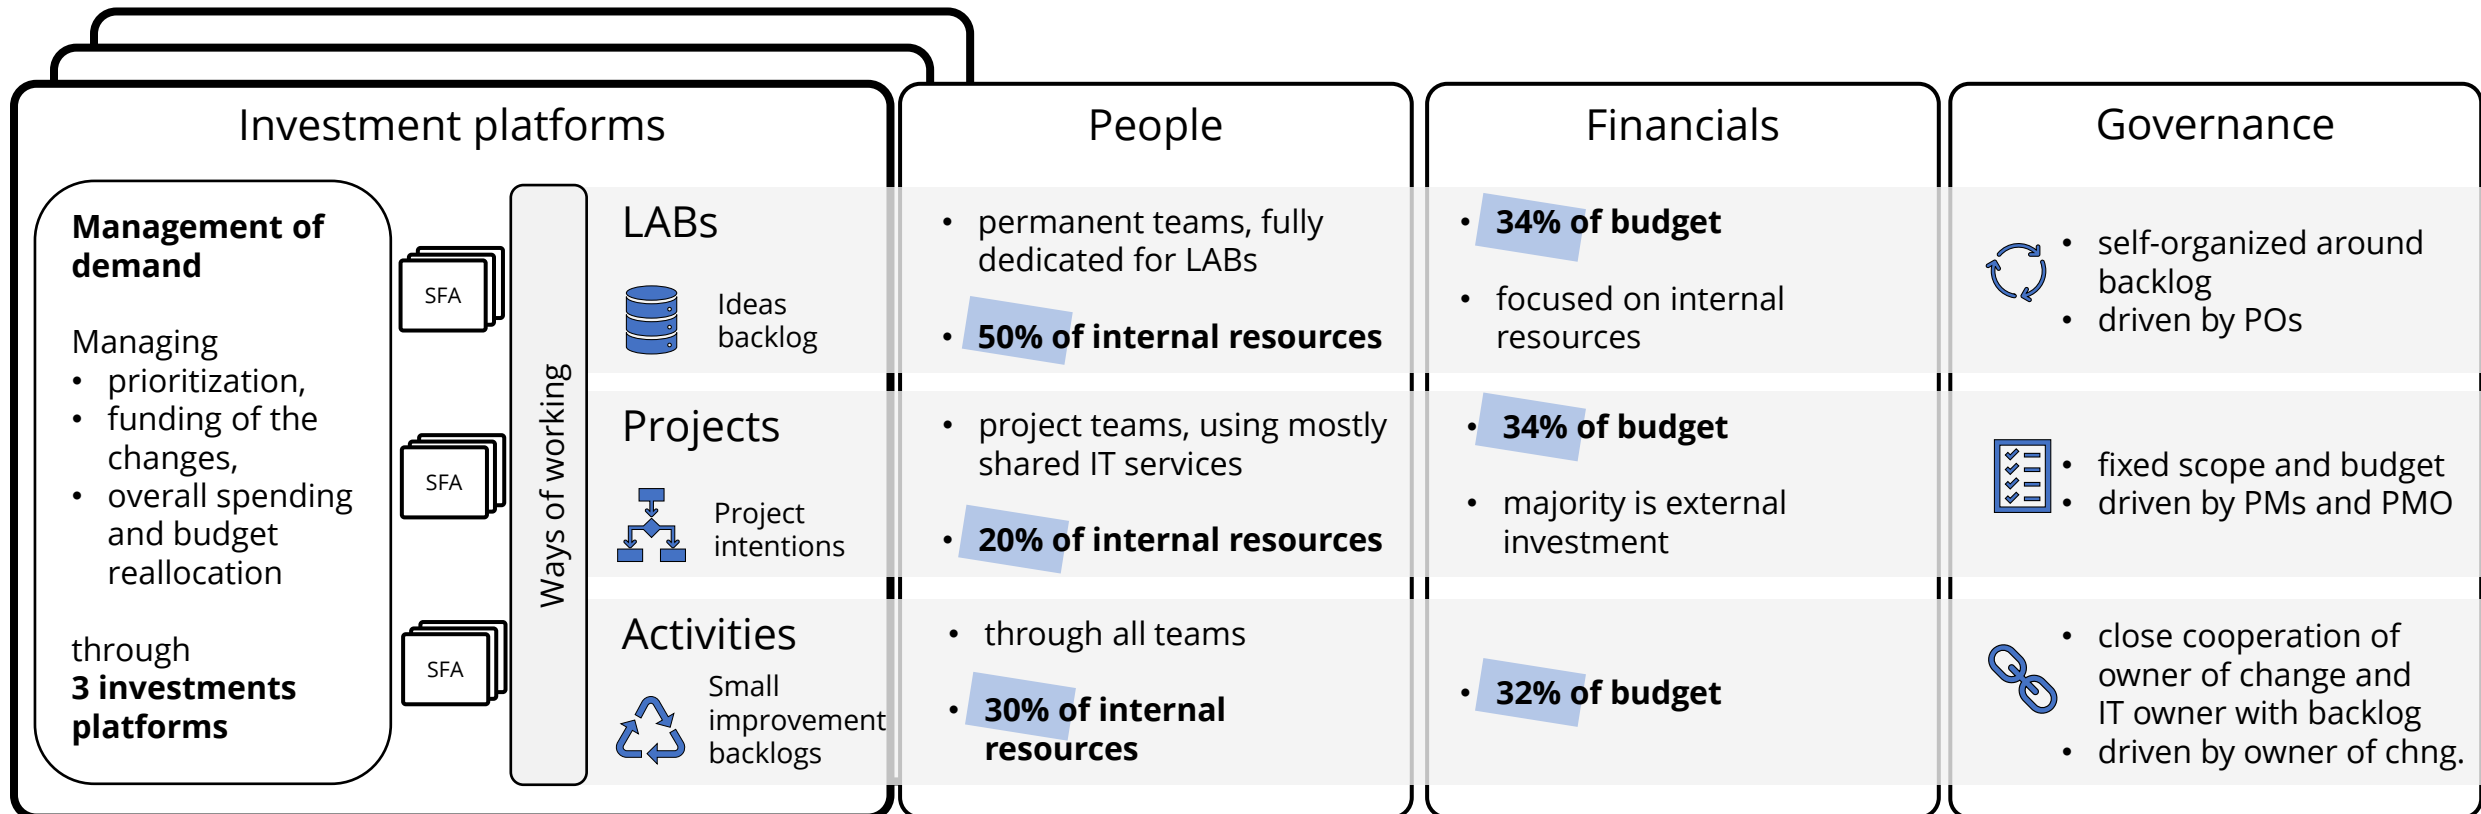 Investment platforms
Management of
demand
Managing
• prioritization,
• funding of the
changes,
• overall spending
and budget
reallocation
through
3 investments
platforms
SFA
SFA
SFA
Ways of working
LABs
Ideas
backlog
Projects
Project
intentions
Activities
Small
improvement
backlogs
People
• permanent teams, fully
dedicated for LABs
• 50% of internal resources
• project teams, using mostly
shared IT services
• 20% of internal resources
• through all teams
• 30% of internal
resources
Financials
• 34% of budget
• focused on internal
resources
• 34% of budget
• majority is external
investment
• 32% of budget
Governance
• self-organized around
backlog
• driven by POs
• fixed scope and budget
• driven by PMs and PMO
• close cooperation of
owner of change and
IT owner with backlog
• driven by owner of chng.